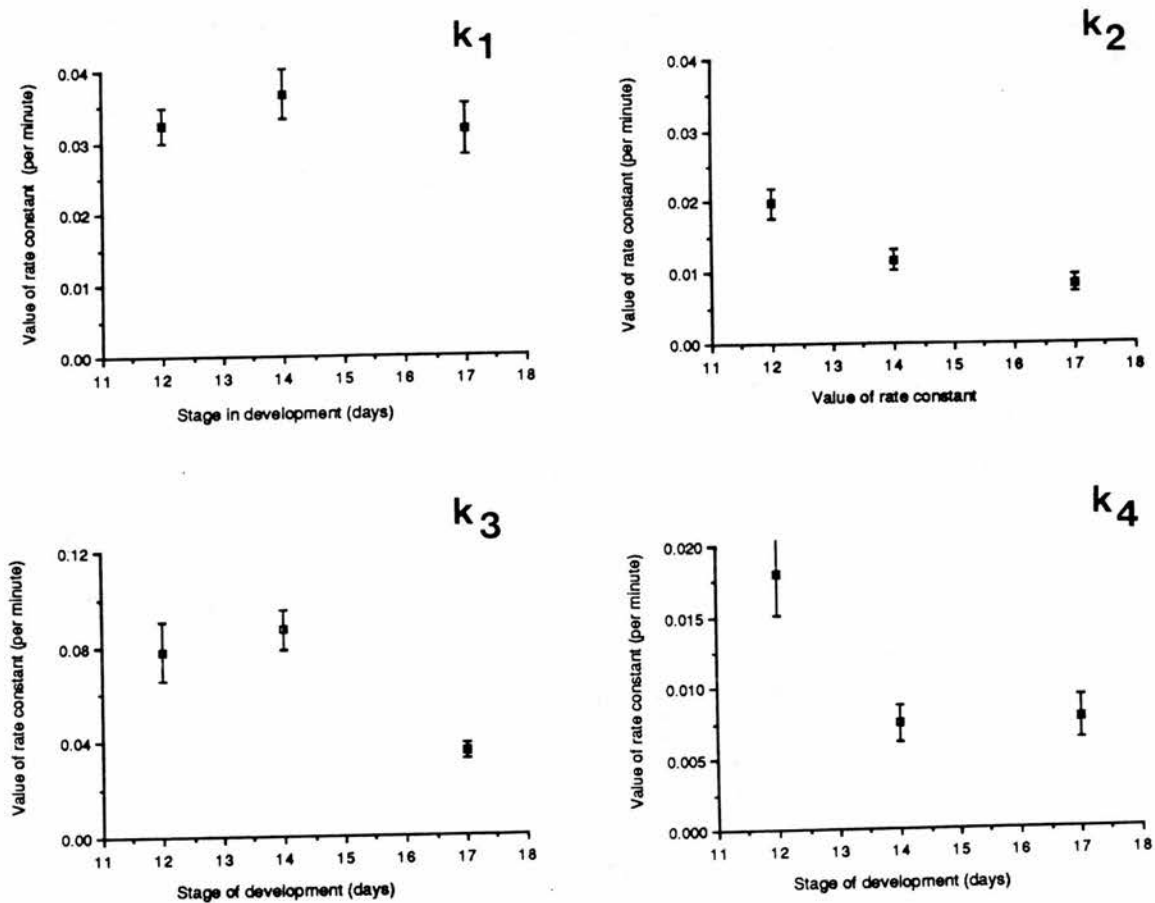 k1
Value of rate constant (per minute)
0.04
0.03
0.02
0.01
0.00
11 12 13 14 15 16 17 18
Stage in development (days)
k2
Value of rate constant (per minute)
0.04
0.03
0.02
0.01
0.00
11 12 13 14 15 16 17 18
Value of rate constant
k3
Value of rate constant (per minute)
0.12
0.08
0.04
0.00
11 12 13 14 15 16 17 18
Stage of development (days)
k4
Value of rate constant (per minute)
0.020
0.015
0.010
0.005
0.000
11 12 13 14 15 16 17 18
Stage of development (days)